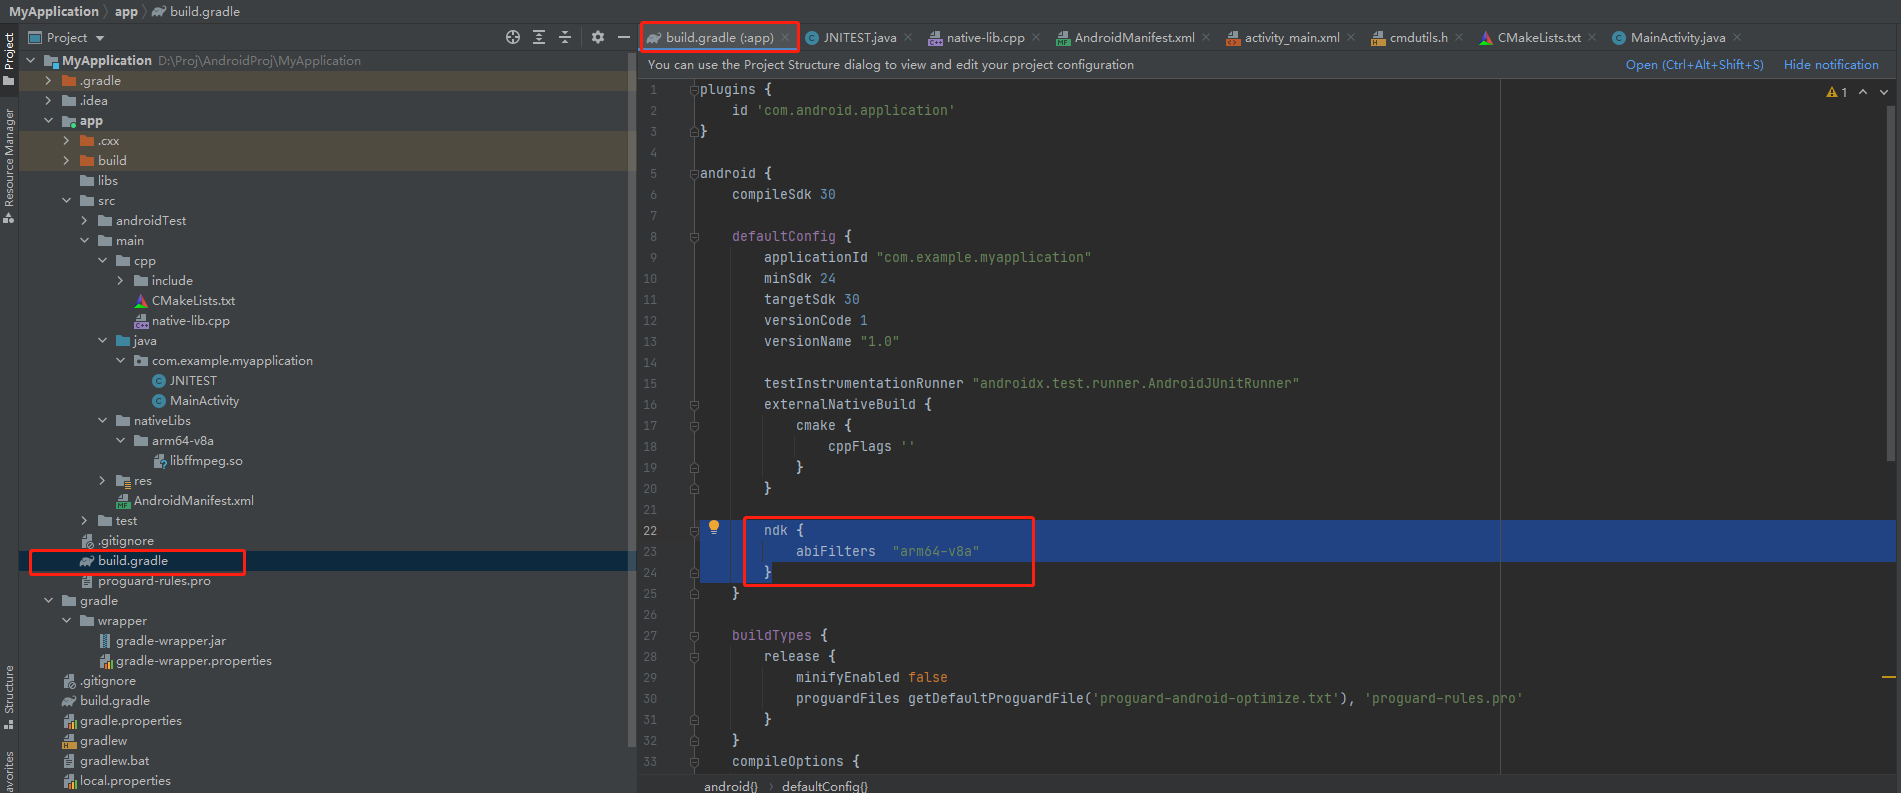 MyApplication app build.gradle
Project
build.gradle (:app) JNITEST.java native-lib.cpp AndroidManifest.xml activity_main.xml cmdutils.h CMakeLists.txt MainActivity.java
You can use the Project Structure dialog to view and edit your project configuration Open (Ctrl+Alt+Shift+S) Hide notification
Project
Resource Manager
Structure
MyApplication D:\Proj\AndroidProj\MyApplication
.gradle
.idea
app
.cxx
build
libs
src
androidTest
main
cpp
include
CMakeLists.txt
native-lib.cpp
java
com.example.myapplication
JNITEST
MainActivity
nativeLibs
arm64-v8a
libffmpeg.so
res
AndroidManifest.xml
test
.gitignore
build.gradle
proguard-rules.pro
gradle
wrapper
gradle-wrapper.jar
gradle-wrapper.properties
.gitignore
build.gradle
gradle.properties
gradlew
gradlew.bat
local.properties
1 plugins {
2 id 'com.android.application'
3 }
4
5 android {
6 compileSdk 30
7
8 defaultConfig {
9 applicationId "com.example.myapplication"
10 minSdk 24
11 targetSdk 30
12 versionCode 1
13 versionName "1.0"
14
15 testInstrumentationRunner "androidx.test.runner.AndroidJUnitRunner"
16 externalNativeBuild {
17 cmake {
18 cppFlags ''
19 }
20 }
21
22 ndk {
23 abiFilters "arm64-v8a"
24 }
25 }
26
27 buildTypes {
28 release {
29 minifyEnabled false
30 proguardFiles getDefaultProguardFile('proguard-android-optimize.txt'), 'proguard-rules.pro'
31 }
32 }
33 compileOptions {
1
android{} defaultConfig{}